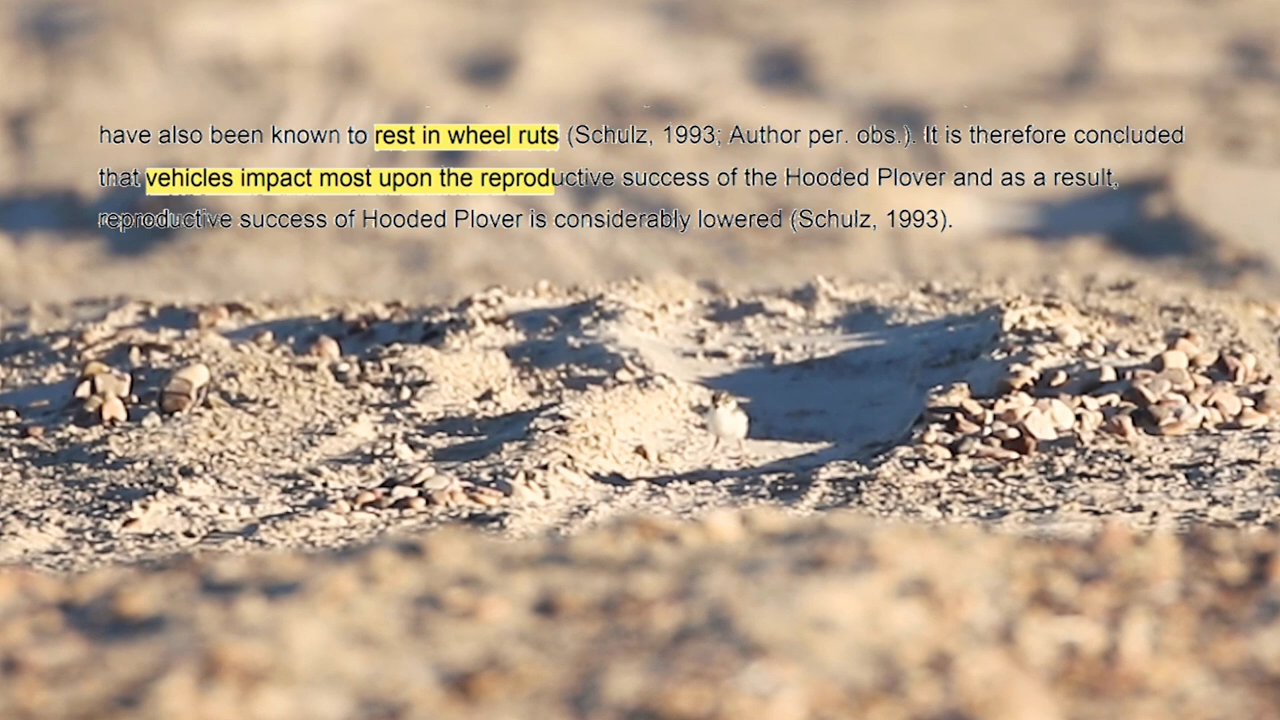 have also been known to rest in wheel ruts (Schulz, 1993; Author per. obs.). It is therefore concluded
that vehicles impact most upon the reproductive success of the Hooded Plover and as a result,
reproductive success of Hooded Plover is considerably lowered (Schulz, 1993).